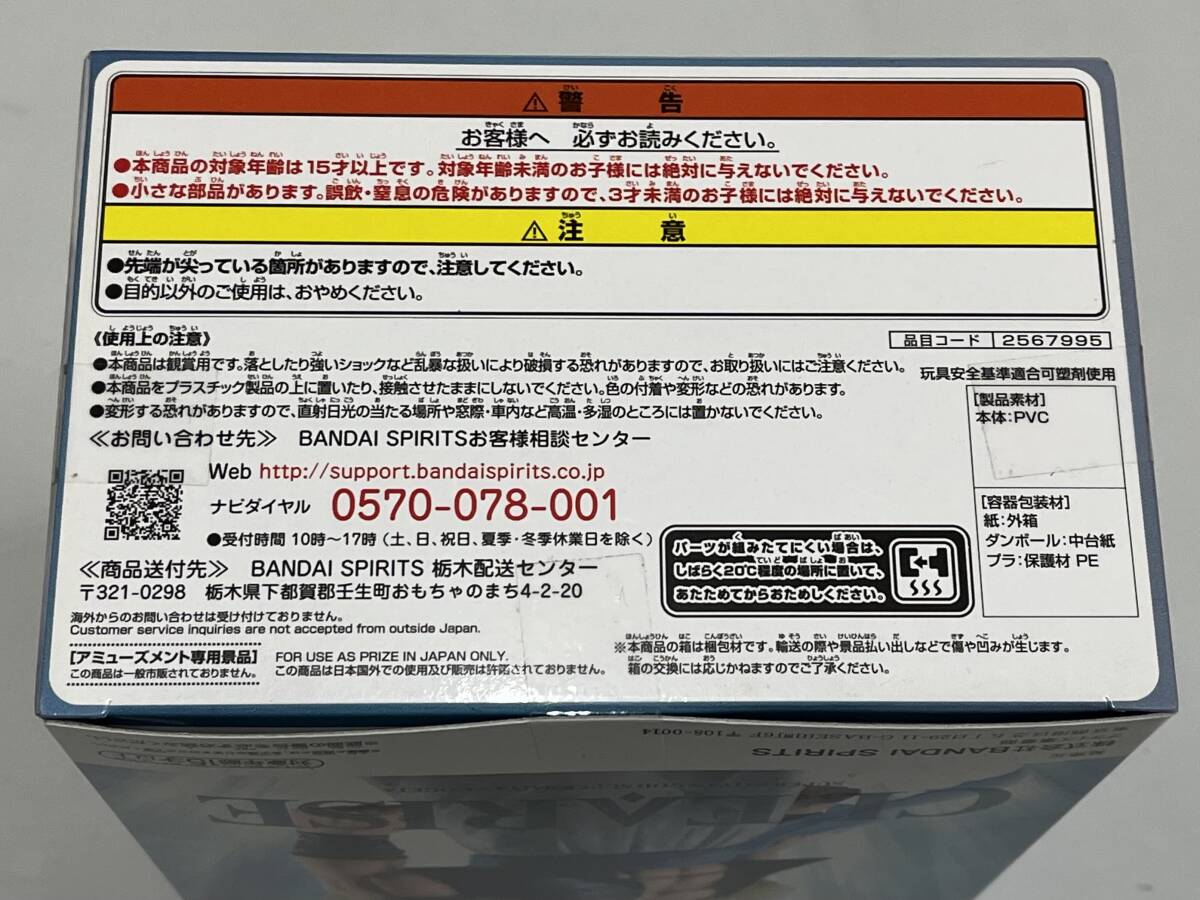 ⚠警告
お客様へ 必ずお読みください。
●本商品の対象年齢は15才以上です。対象年齢未満のお子様には絶対に与えないでください。
●小さな部品があります。誤飲・窒息の危険がありますので、3才未満のお子様には絶対に与えないでください。
⚠注意
●先端が尖っている箇所がありますので、注意してください。
●目的以外のご使用は、おやめください。
《使用上の注意》
品目コード 2567995
●本商品は観賞用です。落としたり強いショックなど乱暴な扱いにより破損する恐れがありますので、お取り扱いにはご注意ください。
●本商品をプラスチック製品の上に置いたり、接触させたままにしないでください。色の付着や変形などの恐れがあります。
●変形する恐れがありますので、直射日光の当たる場所や窓際・車内など高温・多湿のところには置かないでください。
玩具安全基準適合可塑剤使用
[製品素材]
本体:PVC
[容器包装材]
紙:外箱
ダンボール:中台紙
プラ:保護材 PE
≪お問い合わせ先≫ BANDAI SPIRITSお客様相談センター
Web http://support.bandaispirits.co.jp
ナビダイヤル 0570-078-001
●受付時間 10時～17時（土、日、祝日、夏季・冬季休業日を除く）
≪商品送付先≫ BANDAI SPIRITS 栃木配送センター
〒321-0298 栃木県下都賀郡壬生町おもちゃのまち4-2-20
パーツが組みたてにくい場合は、
しばらく20℃程度の場所に置いて、
あたためてからおためしください。
海外からのお問い合わせは受け付けておりません。
Customer service inquiries are not accepted from outside Japan.
[アミューズメント専用景品]
この商品は一般市販されておりません。
FOR USE AS PRIZE IN JAPAN ONLY.
この商品は日本国外での使用及び販売は許諾されておりません。
※本商品の箱は梱包材です。輸送の際や景品払い出しなどで傷や凹みが生じます。
箱の交換には応じかねますのでご了承ください。
株式会社BANDAI SPIRITS
〒108-0014
対象年齢15才以上
CLEARISE